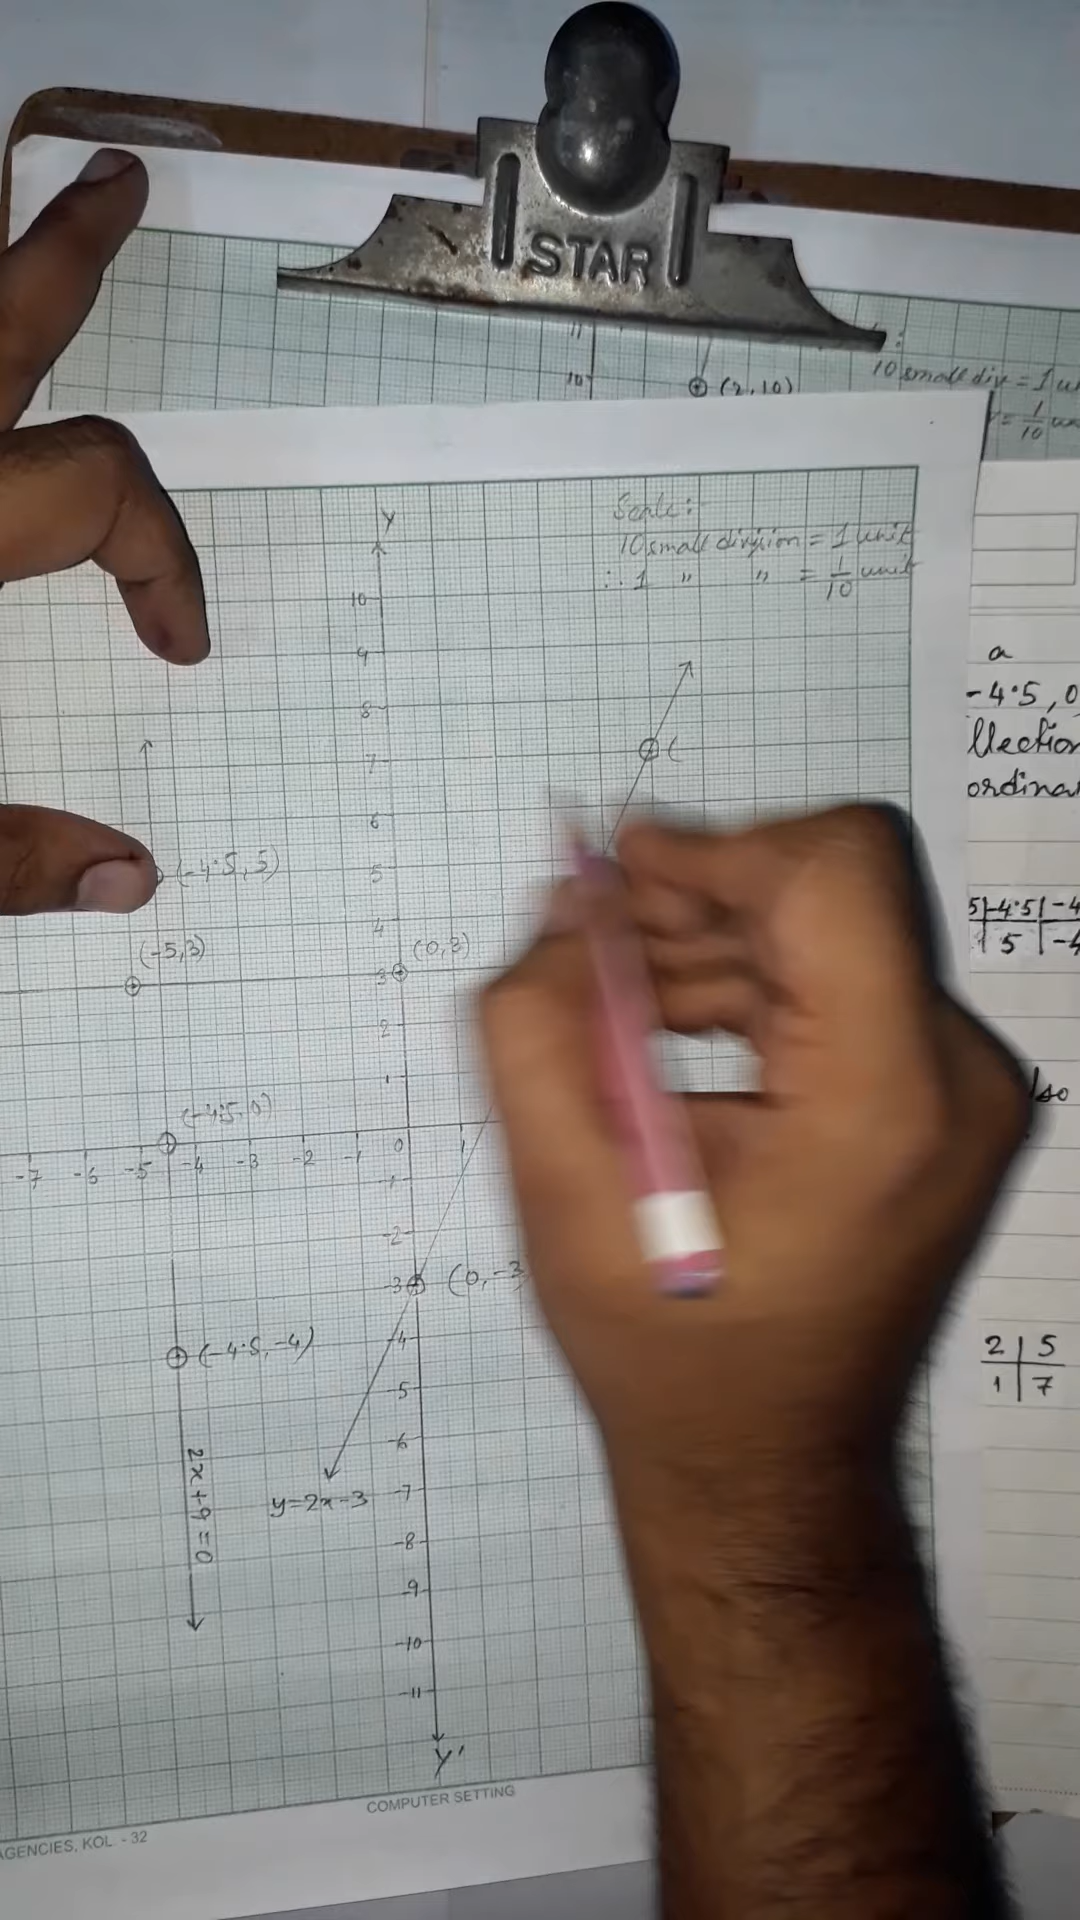 STAR
11
10
(2,10)
10 small div = 1
= 1/10
Y
Scale:
10 small division = 1 unit
∴ 1 " " = 1/10 unit
10
9
8
7
(
6
5
(-4.5, 5)
4
(-5,3)
(0,3)
3
2
1
(-4.5, 0)
-7 -6 -5 -4 -3 -2 -1 0 1
-1
-2
-3
(0, -3
-4
(-4.5, -4)
-5
-6
-7
y=2x-3
2x+9=0
-8
-9
-10
-11
Y'
COMPUTER SETTING
AGENCIES, KOL - 32
a
-4.5, 0
5 | -4.5 | -4
5 | -4
2 | 5
1 | 7